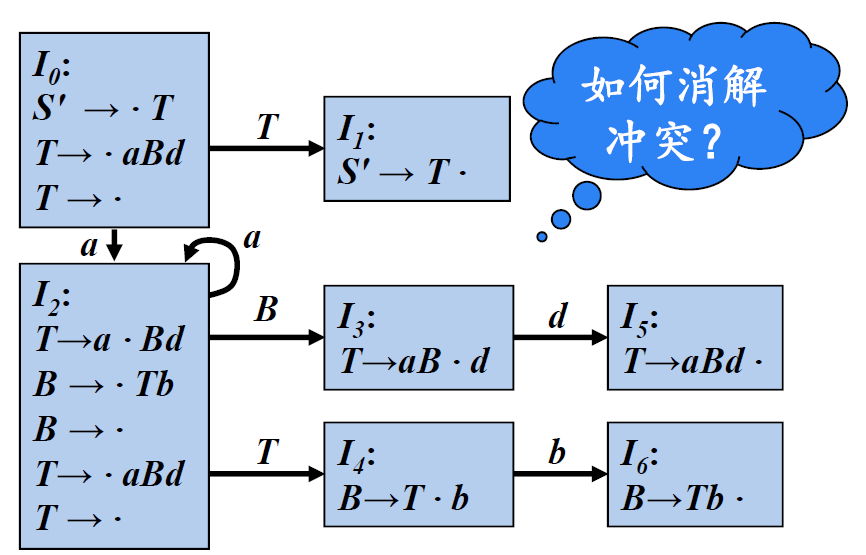 I0:
S' → · T
T→ · aBd
T → ·
T
I1:
S' → T ·
如何消解
冲突？
a
a
I2:
T→a · Bd
B → · Tb
B → ·
T→ · aBd
T → ·
B
I3:
T→aB · d
d
I5:
T→aBd ·
T
I4:
B→T · b
b
I6:
B→Tb ·